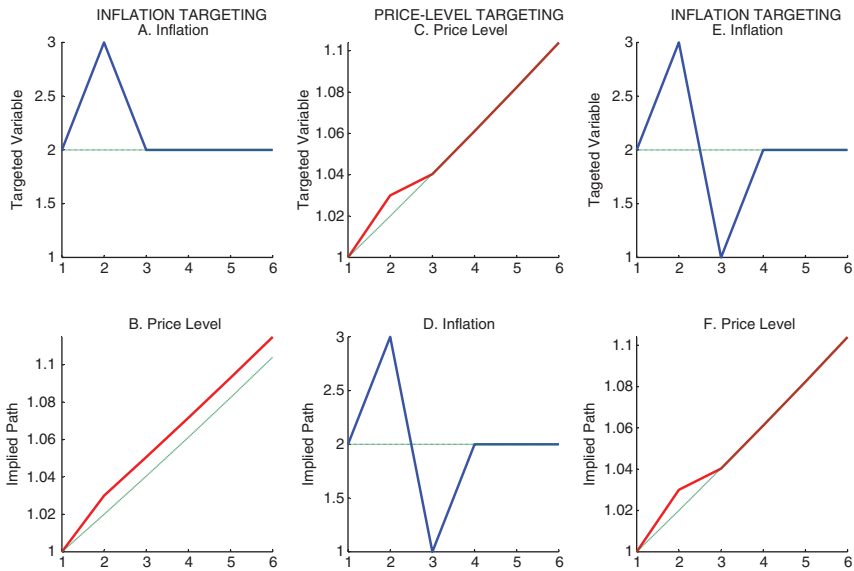 INFLATION TARGETING
A. Inflation
Targeted Variable
3
2.5
2
1.5
1
1 2 3 4 5 6
PRICE-LEVEL TARGETING
C. Price Level
Targeted Variable
1.1
1.08
1.06
1.04
1.02
1
1 2 3 4 5 6
INFLATION TARGETING
E. Inflation
Tageted Variable
3
2.5
2
1.5
1
1 2 3 4 5 6
B. Price Level
Implied Path
1.1
1.08
1.06
1.04
1.02
1
1 2 3 4 5 6
D. Inflation
Implied Path
3
2
2
1.5
1
1 2 3 4 5 6
F. Price Level
Implied Path
1.1
1.08
1.06
1.04
1.02
1
1 2 3 4 5 6